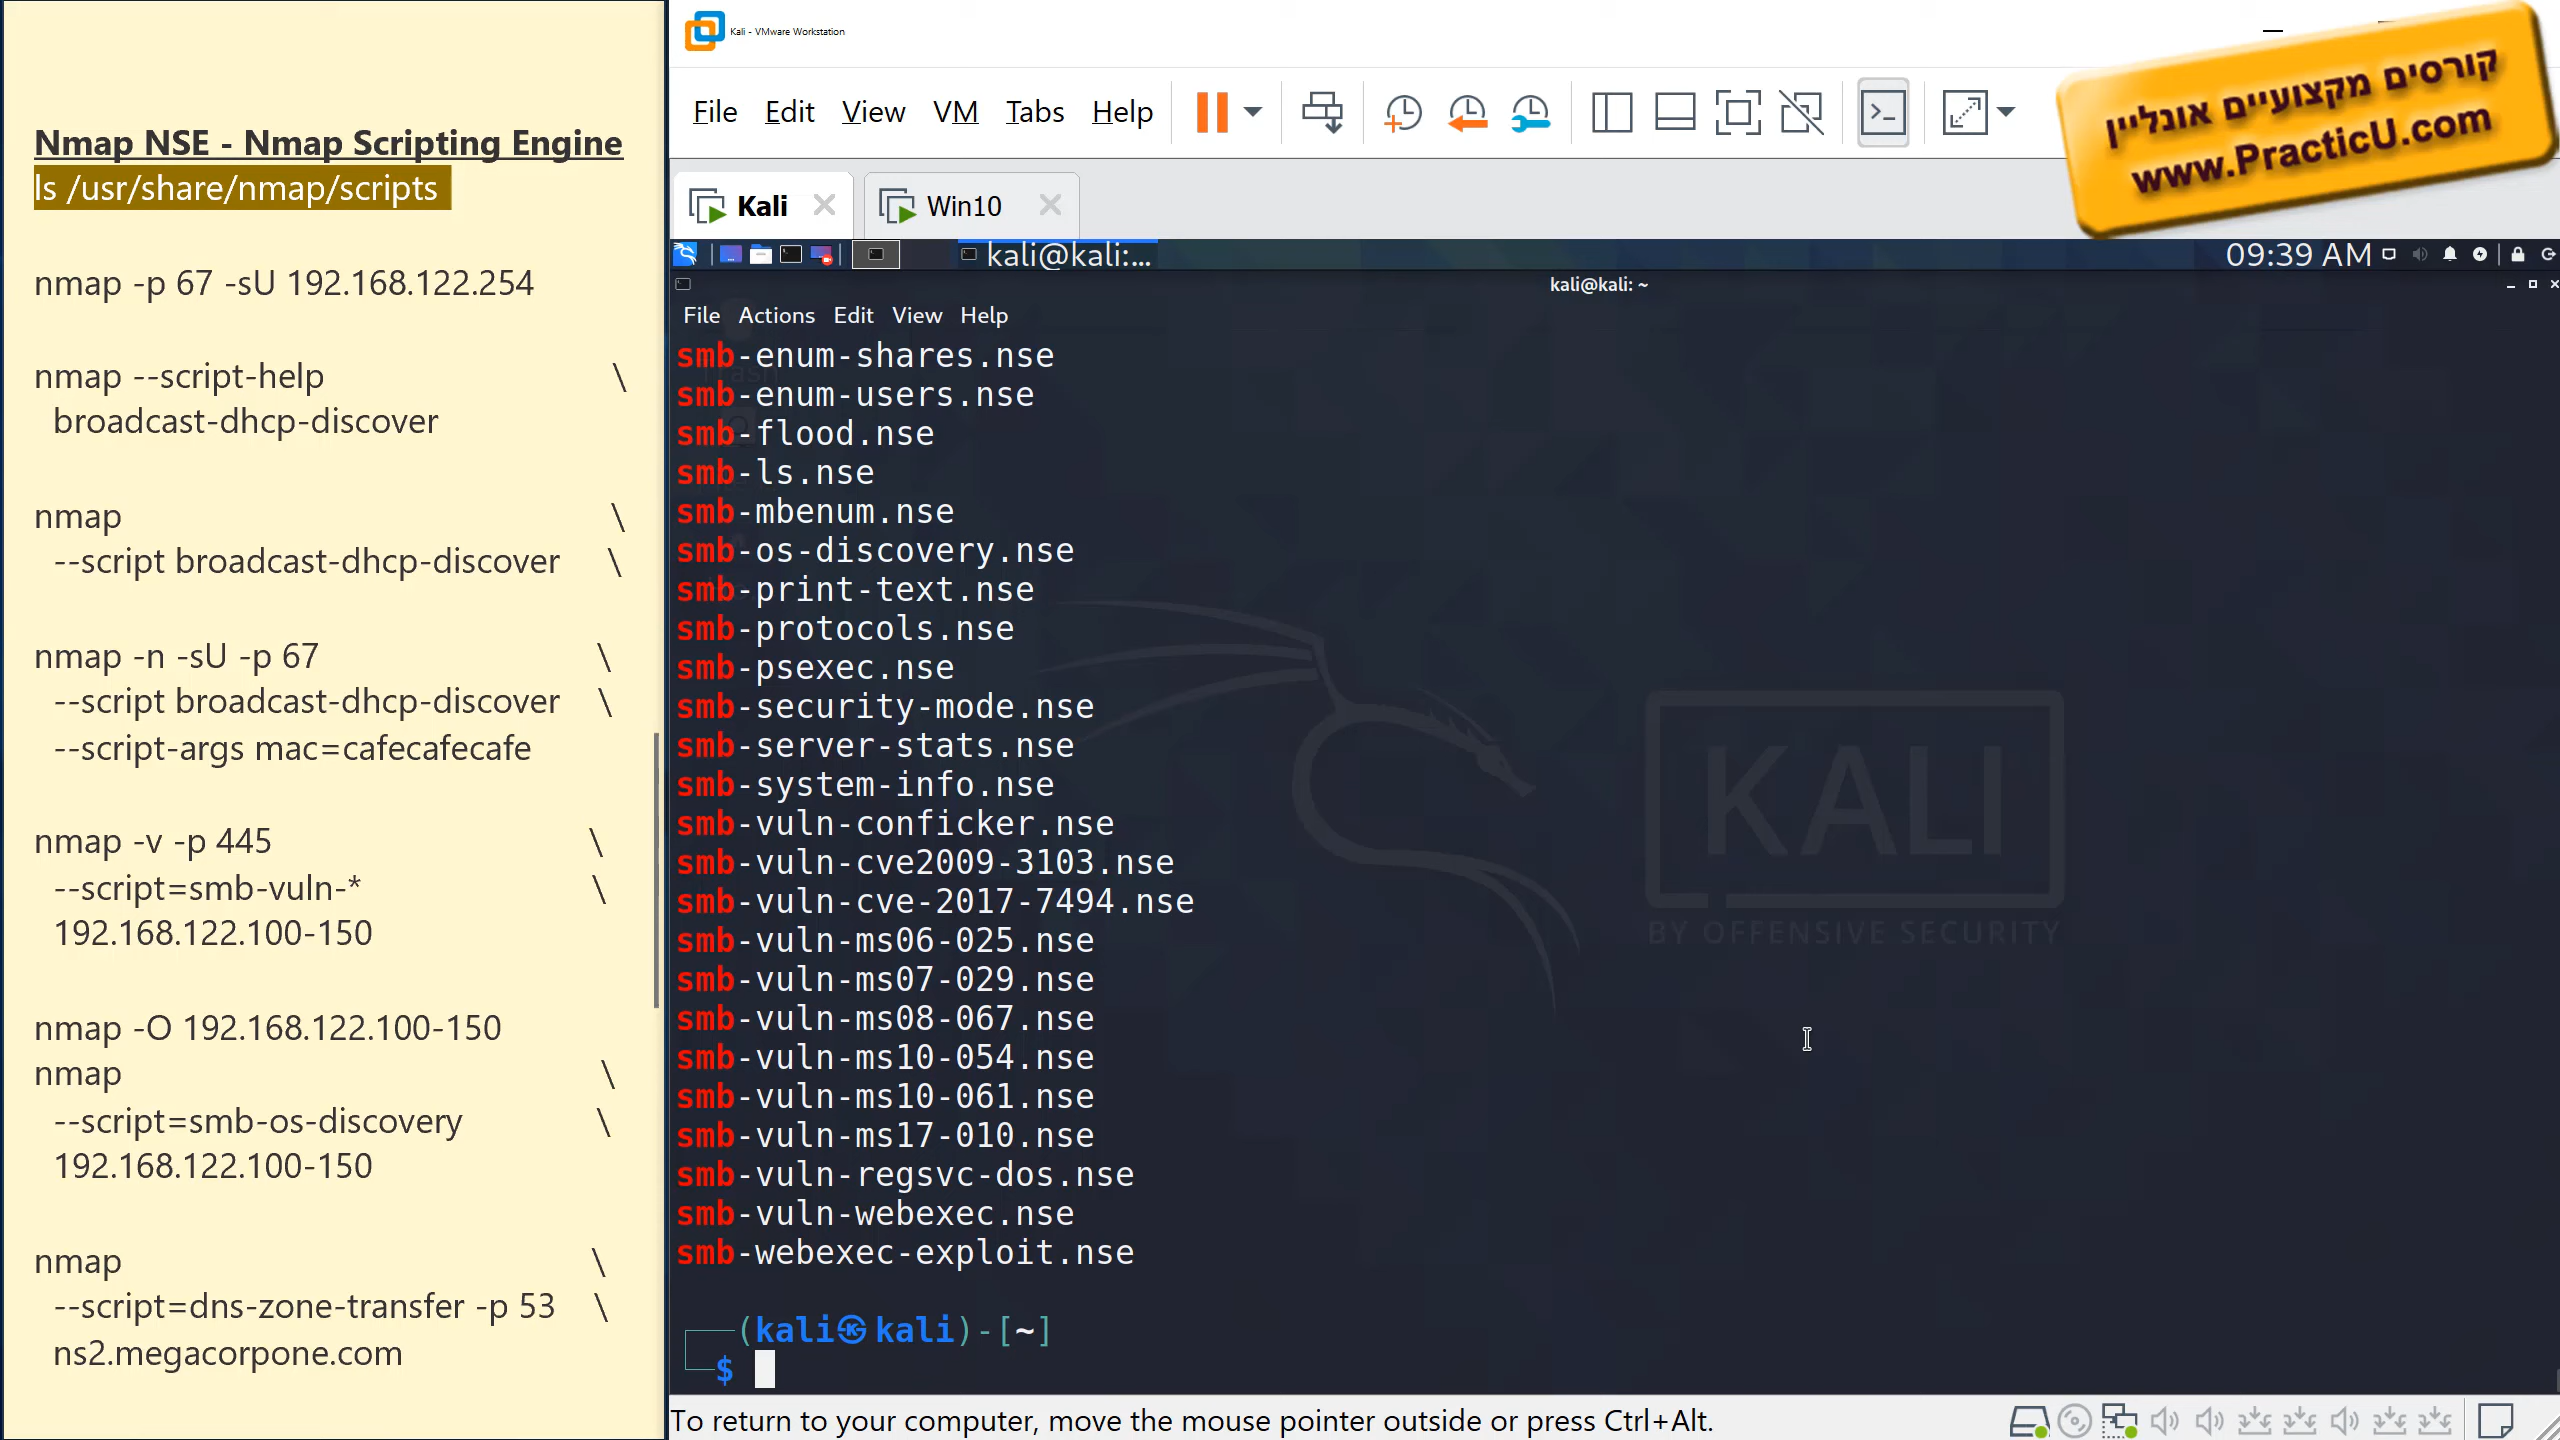 Nmap NSE - Nmap Scripting Engine
ls /usr/share/nmap/scripts
nmap -p 67 -sU 192.168.122.254
nmap --script-help \
broadcast-dhcp-discover
nmap \
--script broadcast-dhcp-discover \
nmap -n -sU -p 67 \
--script broadcast-dhcp-discover \
--script-args mac=cafecafecafe
nmap -v -p 445 \
--script=smb-vuln-* \
192.168.122.100-150
nmap -O 192.168.122.100-150
nmap \
--script=smb-os-discovery \
192.168.122.100-150
nmap \
--script=dns-zone-transfer -p 53 \
ns2.megacorpone.com
Kali - VMware Workstation
File Edit View VM Tabs Help
קורסים מקצועיים אונליין
www.PracticU.com
Kali
Win10
kali@kali:...
09:39 AM
kali@kali: ~
File Actions Edit View Help
smb-enum-shares.nse
smb-enum-users.nse
smb-flood.nse
smb-ls.nse
smb-mbenum.nse
smb-os-discovery.nse
smb-print-text.nse
smb-protocols.nse
smb-psexec.nse
smb-security-mode.nse
smb-server-stats.nse
smb-system-info.nse
smb-vuln-conficker.nse
smb-vuln-cve2009-3103.nse
smb-vuln-cve-2017-7494.nse
smb-vuln-ms06-025.nse
smb-vuln-ms07-029.nse
smb-vuln-ms08-067.nse
smb-vuln-ms10-054.nse
smb-vuln-ms10-061.nse
smb-vuln-ms17-010.nse
smb-vuln-regsvc-dos.nse
smb-vuln-webexec.nse
smb-webexec-exploit.nse
(kali㉿kali)-[~]
$
KALI
BY OFFENSIVE SECURITY
To return to your computer, move the mouse pointer outside or press Ctrl+Alt.